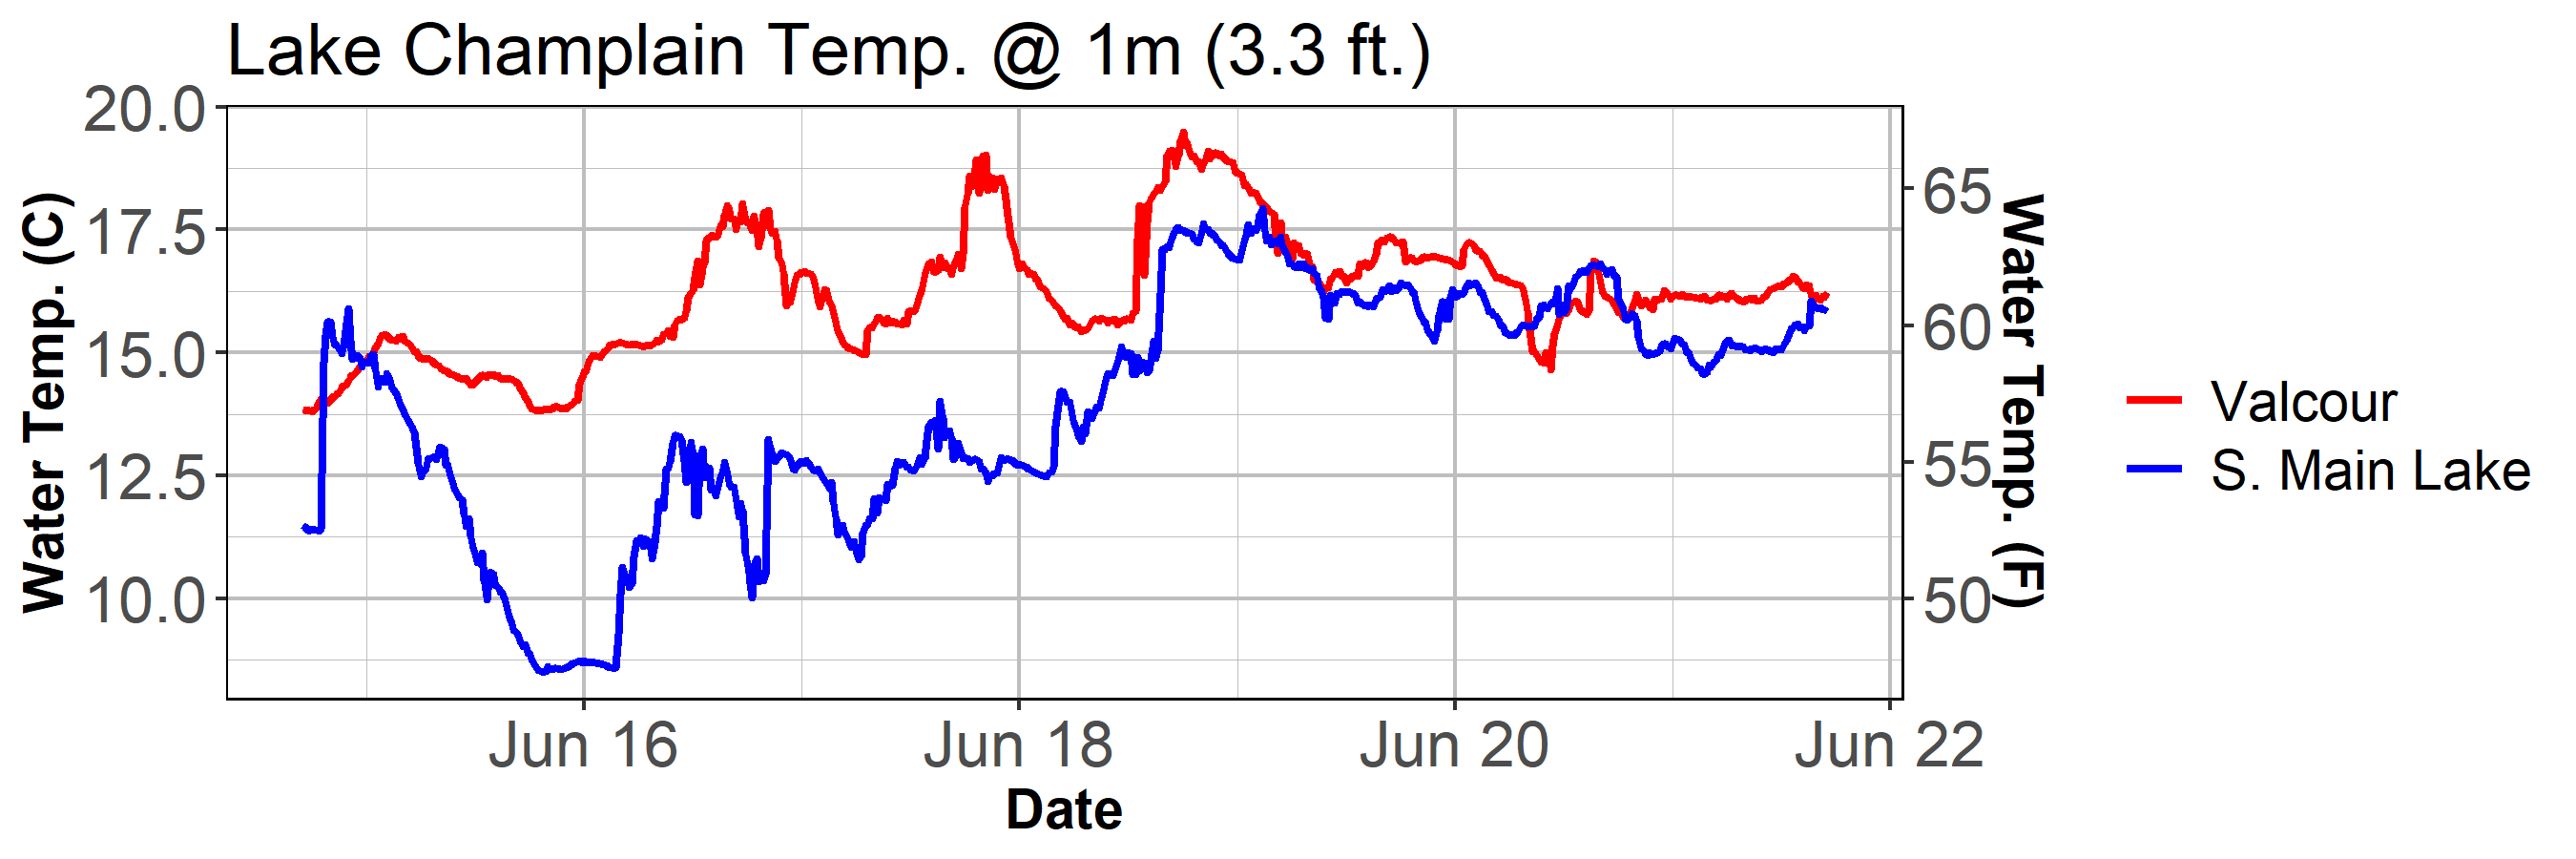 Lake Champlain Temp. @ 1m (3.3 ft.)
20.0
17.5
15.0
12.5
10.0
Water Temp. (C)
65
60
55
50
Water Temp. (F)
Jun 16
Jun 18
Jun 20
Jun 22
Date
Valcour
S. Main Lake